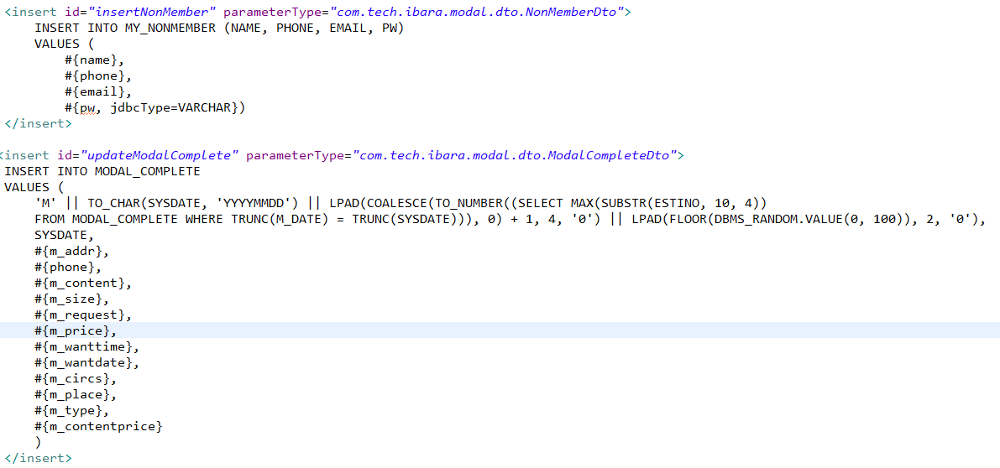 <insert id="insertNonMember" parameterType="com.tech.ibara.modal.dto.NonMemberDto">
    INSERT INTO MY_NONMEMBER (NAME, PHONE, EMAIL, PW)
    VALUES (
        #{name},
        #{phone},
        #{email},
        #{pw, jdbcType=VARCHAR})
</insert>
<insert id="updateModalComplete" parameterType="com.tech.ibara.modal.dto.ModalCompleteDto">
INSERT INTO MODAL_COMPLETE
VALUES (
    'M' || TO_CHAR(SYSDATE, 'YYYYMMDD') || LPAD(COALESCE(TO_NUMBER((SELECT MAX(SUBSTR(ESTINO, 10, 4))
    FROM MODAL_COMPLETE WHERE TRUNC(M_DATE) = TRUNC(SYSDATE))), 0) + 1, 4, '0') || LPAD(FLOOR(DBMS_RANDOM.VALUE(0, 100)), 2, '0'),
    SYSDATE,
    #{m_addr},
    #{phone},
    #{m_content},
    #{m_size},
    #{m_request},
    #{m_price},
    #{m_wanttime},
    #{m_wantdate},
    #{m_circs},
    #{m_place},
    #{m_type},
    #{m_contentprice}
    )
</insert>